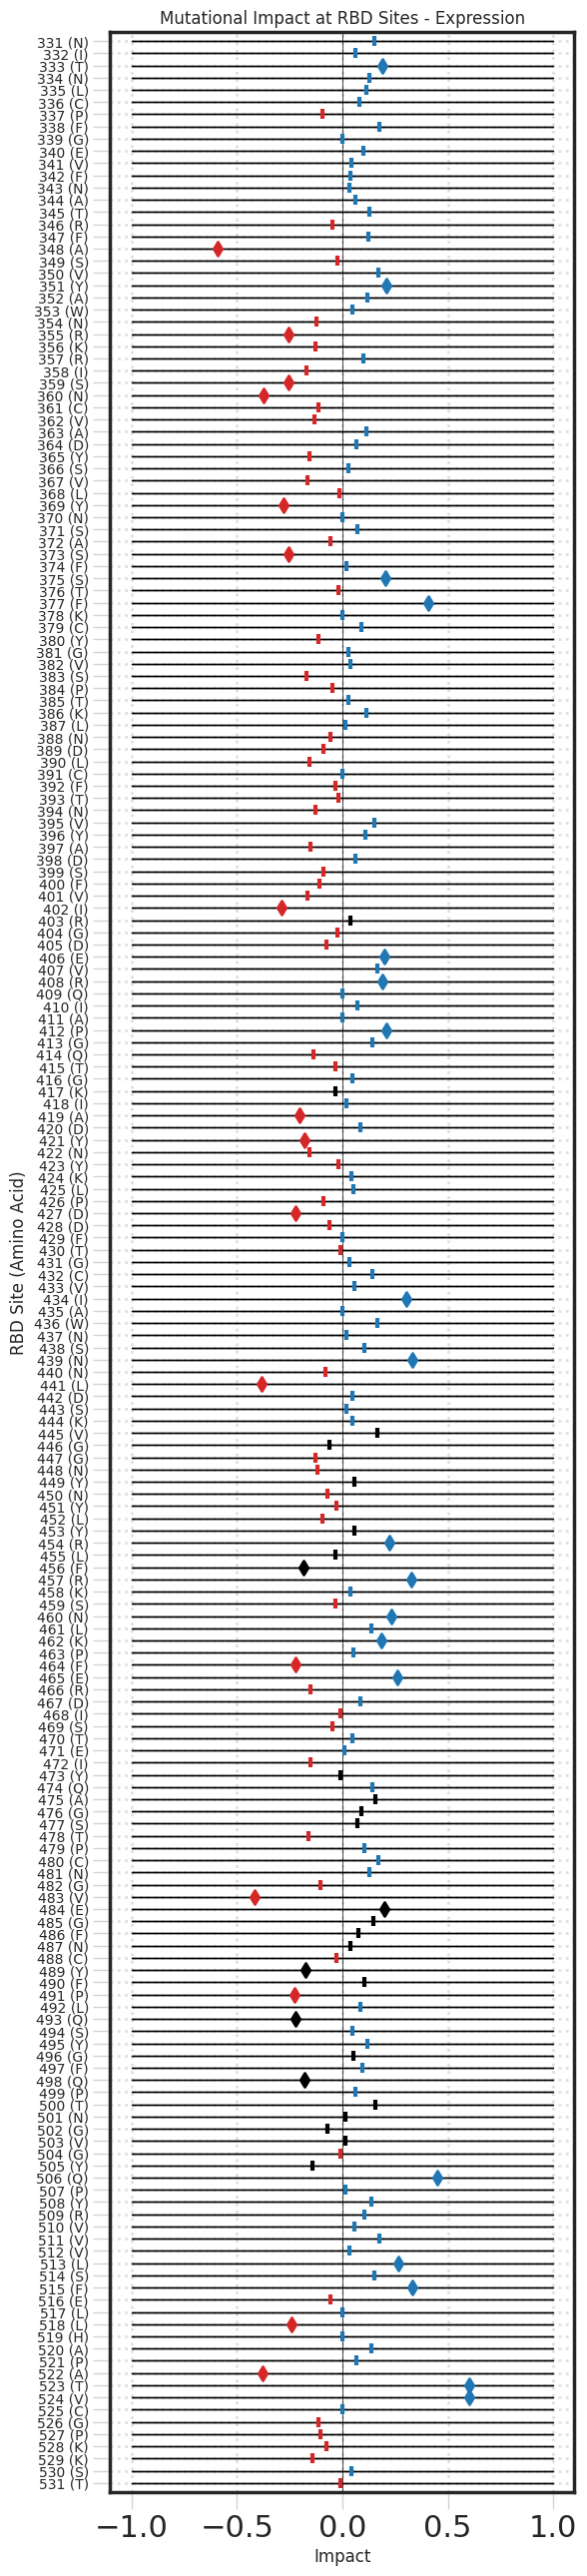 Mutational Impact at RBD Sites - Expression
331 (N)
332 (I)
333 (T)
334 (N)
335 (L)
336 (C)
337 (P)
338 (F)
339 (G)
340 (E)
341 (V)
342 (F)
343 (N)
344 (A)
345 (T)
346 (R)
347 (F)
348 (A)
349 (S)
350 (V)
351 (Y)
352 (A)
353 (W)
354 (N)
355 (R)
356 (K)
357 (R)
358 (I)
359 (S)
360 (N)
361 (C)
362 (V)
363 (A)
364 (D)
365 (Y)
366 (S)
367 (V)
368 (L)
369 (Y)
370 (N)
371 (S)
372 (A)
373 (S)
374 (F)
375 (S)
376 (T)
377 (F)
378 (K)
379 (C)
380 (Y)
381 (G)
382 (V)
383 (S)
384 (P)
385 (T)
386 (K)
387 (L)
388 (N)
389 (D)
390 (L)
391 (C)
392 (F)
393 (T)
394 (N)
395 (V)
396 (Y)
397 (A)
398 (D)
399 (S)
400 (F)
401 (V)
402 (I)
403 (R)
404 (G)
405 (D)
406 (E)
407 (V)
408 (R)
409 (Q)
410 (I)
411 (A)
412 (P)
413 (G)
414 (Q)
415 (T)
416 (G)
417 (K)
418 (I)
419 (A)
420 (D)
421 (Y)
422 (N)
423 (Y)
424 (K)
425 (L)
426 (P)
427 (D)
428 (D)
429 (F)
430 (T)
431 (G)
432 (C)
433 (V)
434 (I)
435 (A)
436 (W)
437 (N)
438 (S)
439 (N)
440 (N)
441 (L)
442 (D)
443 (S)
444 (K)
445 (V)
446 (G)
447 (G)
448 (N)
449 (Y)
450 (N)
451 (Y)
452 (L)
453 (Y)
454 (R)
455 (L)
456 (F)
457 (R)
458 (K)
459 (S)
460 (N)
461 (L)
462 (K)
463 (P)
464 (F)
465 (E)
466 (R)
467 (D)
468 (I)
469 (S)
470 (T)
471 (E)
472 (I)
473 (Y)
474 (Q)
475 (A)
476 (G)
477 (S)
478 (T)
479 (P)
480 (C)
481 (N)
482 (G)
483 (V)
484 (E)
485 (G)
486 (F)
487 (N)
488 (C)
489 (Y)
490 (F)
491 (P)
492 (L)
493 (Q)
494 (S)
495 (Y)
496 (G)
497 (F)
498 (Q)
499 (P)
500 (T)
501 (N)
502 (G)
503 (V)
504 (G)
505 (Y)
506 (Q)
507 (P)
508 (Y)
509 (R)
510 (V)
511 (V)
512 (V)
513 (L)
514 (S)
515 (F)
516 (E)
517 (L)
518 (L)
519 (H)
520 (A)
521 (P)
522 (A)
523 (T)
524 (V)
525 (C)
526 (G)
527 (P)
528 (K)
529 (K)
530 (S)
531 (T)
RBD Site (Amino Acid)
−1.0 −0.5 0.0 0.5 1.0
Impact